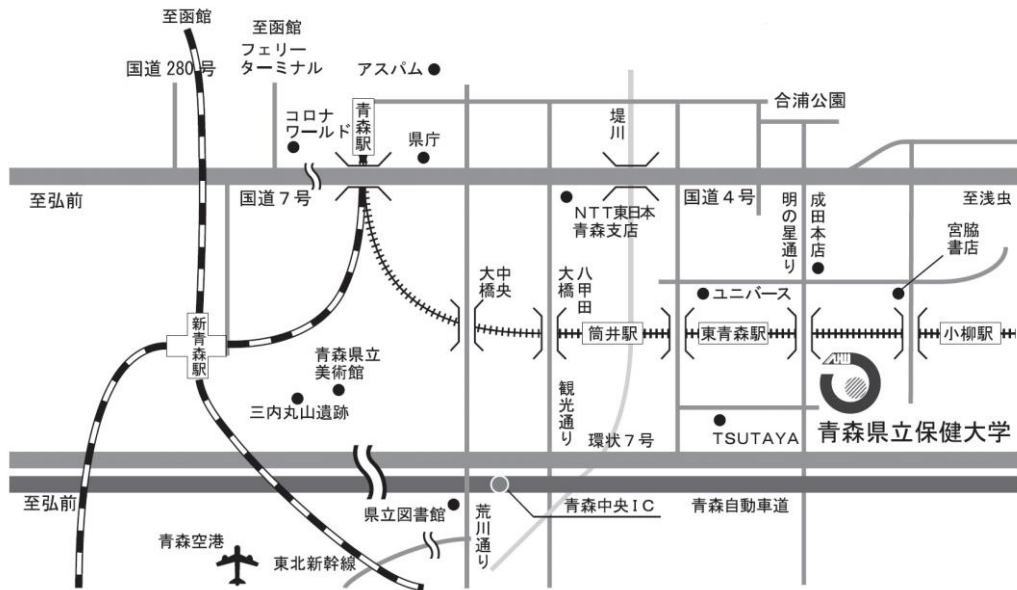 至函館
至函館
フェリー
ターミナル
国道 280 号
アスパム
合浦公園
コロナ
ワールド
青森駅
県庁
堤川
至弘前
国道７号
ＮＴＴ東日本
青森支店
国道４号
明の星通り
成田本店
至浅虫
宮脇
書店
中央
大橋
八甲田
大橋
ユニバース
新青森駅
筒井駅
東青森駅
小柳駅
青森県立
美術館
三内丸山遺跡
観光通り
環状７号
TSUTAYA
青森県立保健大学
至弘前
県立図書館
荒川通り
青森中央ＩＣ
青森自動車道
青森空港
東北新幹線